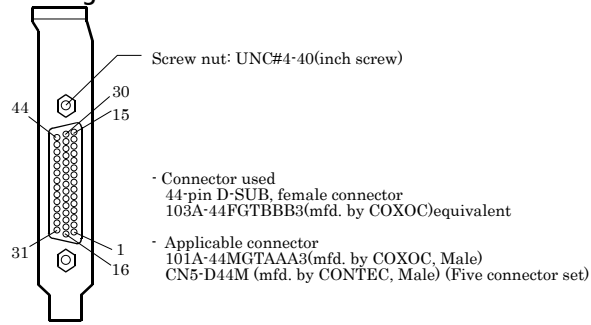 Screw nut: UNC#4-40(inch screw)
44
30
15
- Connector used
44-pin D-SUB, female connector
103A-44FGTBBB3(mfd. by COXOC)equivalent
- Applicable connector
101A-44MGTAAA3(mfd. by COXOC, Male)
CN5-D44M (mfd. by CONTEC, Male) (Five connector set)
31
1
16